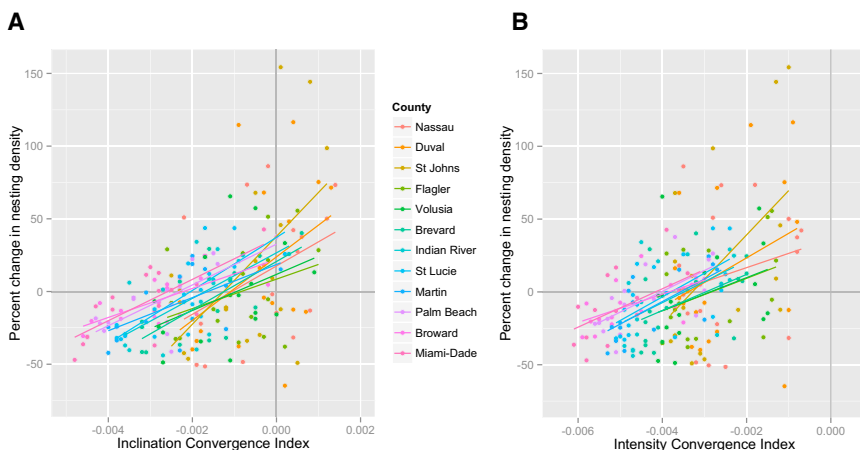 A
B
Percent change in nesting density
150
100
50
0
-50
-0.004
-0.002
0.000
0.002
Inclination Convergence Index
County
Nassau
Duval
St Johns
Flagler
Volusia
Brevard
Indian River
St Lucie
Martin
Palm Beach
Broward
Miami-Dade
Percent change in nesting density
150
100
50
0
-50
-0.006
-0.004
-0.002
0.000
Intensity Convergence Index